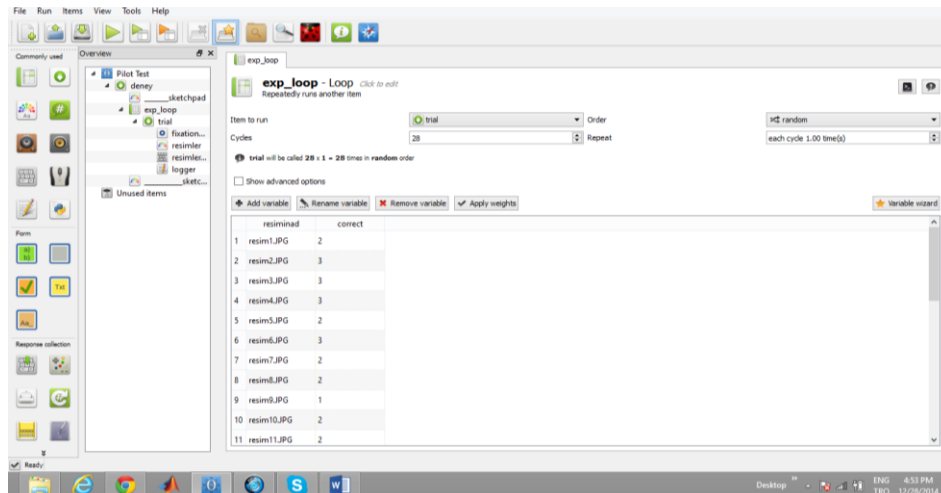 File Run Items View Tools Help
Commonly used
Overview
Pilot Test
deney
______sketchpad
exp_loop
trial
fixation...
resimler
resimler...
logger
________sketc...
Unused items
Form
Txt
Response collection
exp_loop
exp_loop - Loop Click to edit
Repeatedly runs another item
Item to run trial Order random
Cycles 28 Repeat each cycle 1.00 time(s)
trial will be called 28 x 1 = 28 times in random order
Show advanced options
Add variable Rename variable Remove variable Apply weights Variable wizard
resiminad correct
1 resim1.JPG 2
2 resim2.JPG 3
3 resim3.JPG 3
4 resim4.JPG 3
5 resim5.JPG 2
6 resim6.JPG 3
7 resim7.JPG 2
8 resim8.JPG 2
9 resim9.JPG 1
10 resim10.JPG 2
11 resim11.JPG 2
Ready
Desktop ENG 4:53 PM
TRQ 12/28/2014